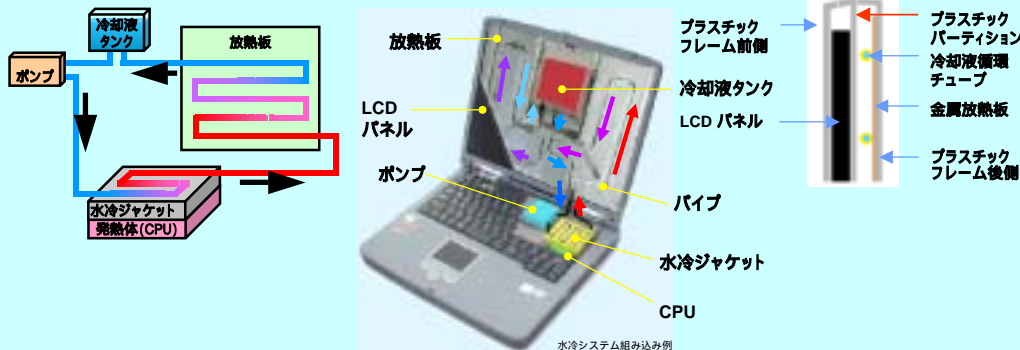 冷却液
タンク
放熱板
ポンプ
水冷ジャケット
発熱体(CPU)
放熱板
LCD
パネル
ポンプ
冷却液タンク
パイプ
水冷ジャケット
CPU
水冷システム組み込み例
プラスチック
フレーム前側
LCD パネル
プラスチック
パーティション
冷却液循環
チューブ
金属放熱板
プラスチック
フレーム後側